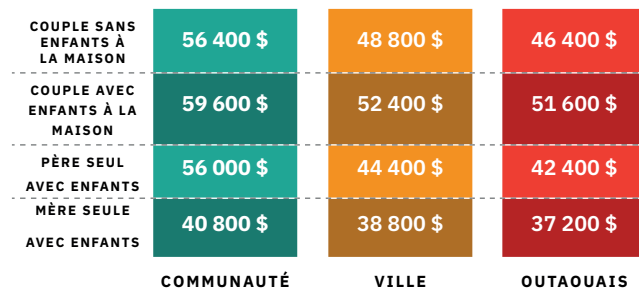 COUPLE SANS
ENFANTS À
LA MAISON
56 400 $
48 800 $
46 400 $
COUPLE AVEC
ENFANTS À LA
MAISON
59 600 $
52 400 $
51 600 $
PÈRE SEUL
AVEC ENFANTS
56 000 $
44 400 $
42 400 $
MÈRE SEULE
AVEC ENFANTS
40 800 $
38 800 $
37 200 $
COMMUNAUTÉ
VILLE
OUTAOUAIS